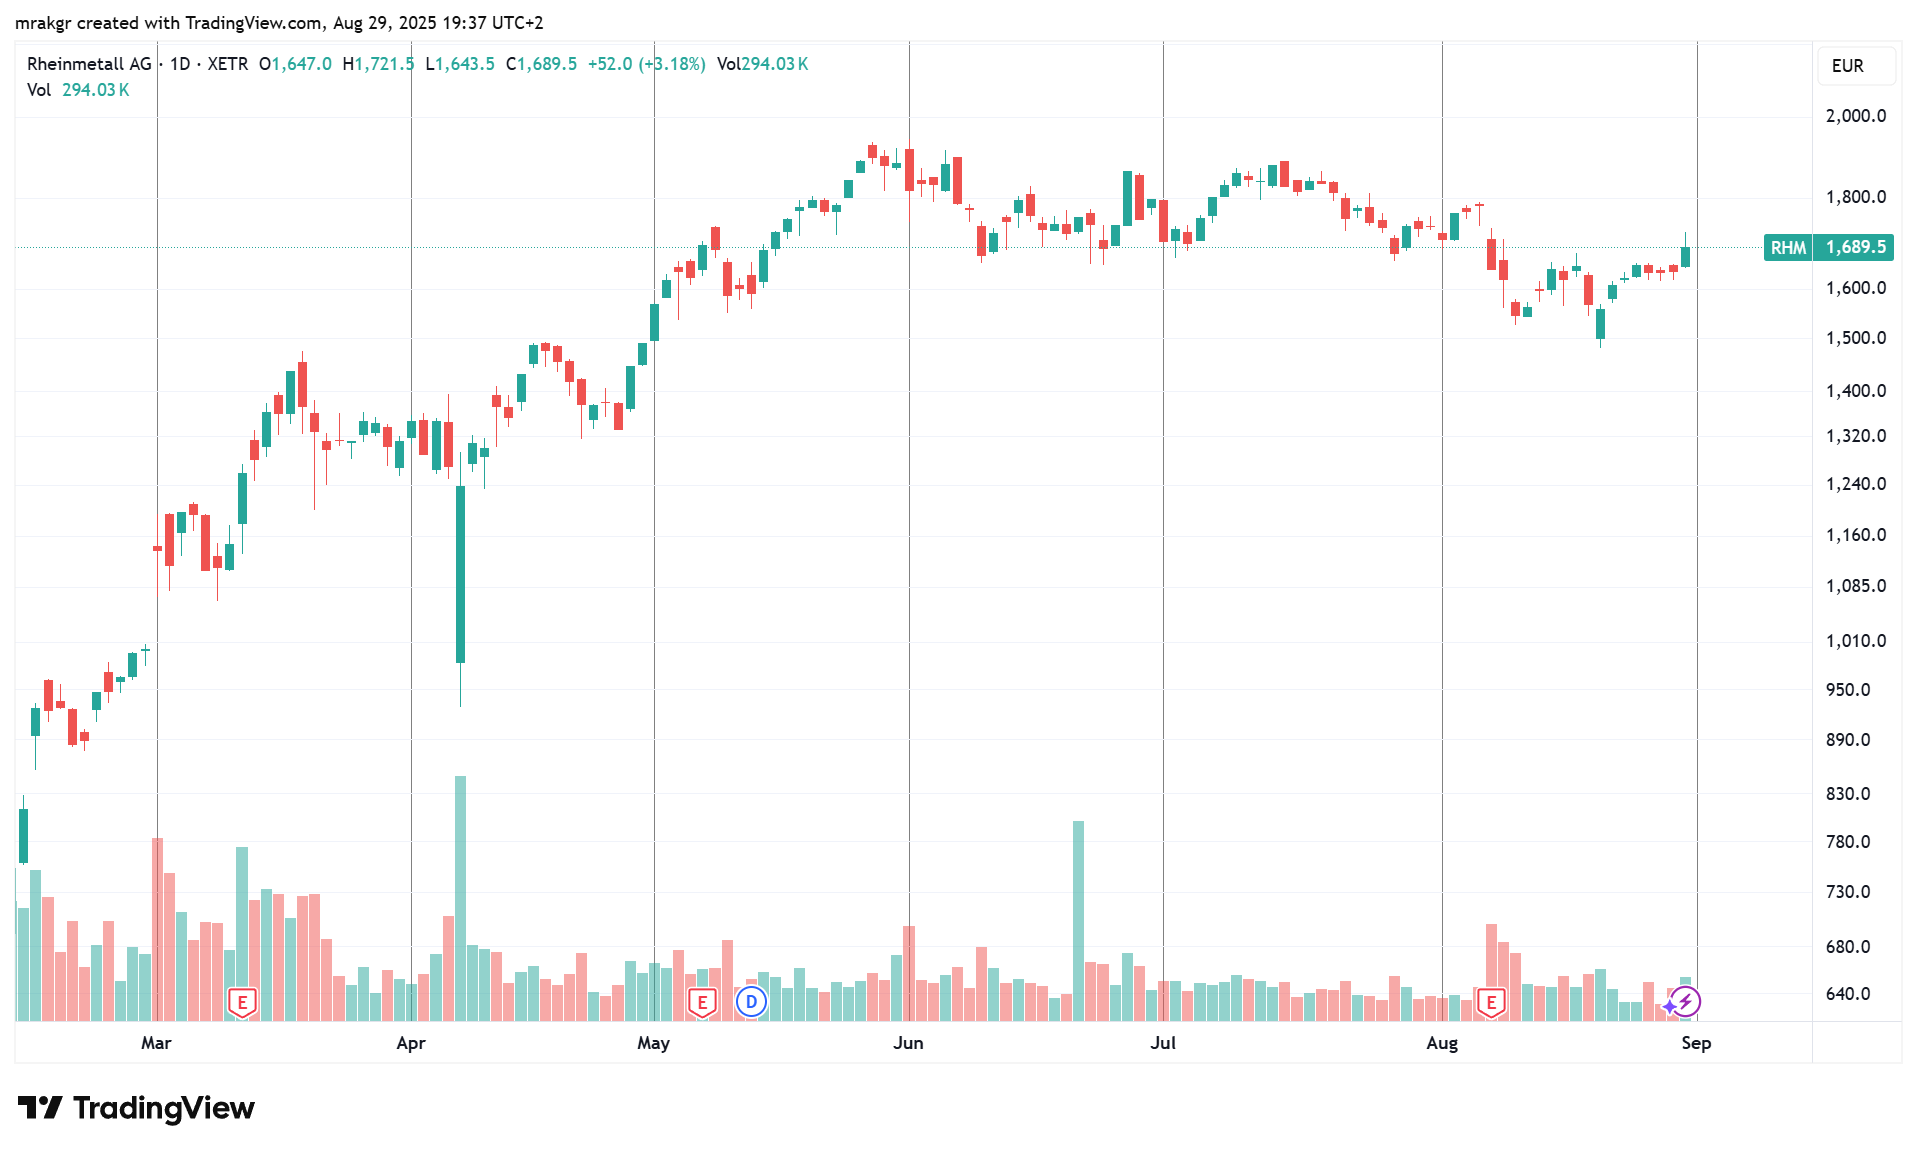 mrakgr created with TradingView.com, Aug 29, 2025 19:37 UTC+2
Rheinmetall AG · 1D · XETR O1,647.0 H1,721.5 L1,643.5 C1,689.5 +52.0 (+3.18%) Vol294.03 K
Vol 294.03 K
EUR
2,000.0
1,800.0
RHM 1,689.5
1,600.0
1,500.0
1,400.0
1,320.0
1,240.0
1,160.0
1,085.0
1,010.0
950.0
890.0
830.0
780.0
730.0
680.0
640.0
E E D E
Mar Apr May Jun Jul Aug Sep
TradingView